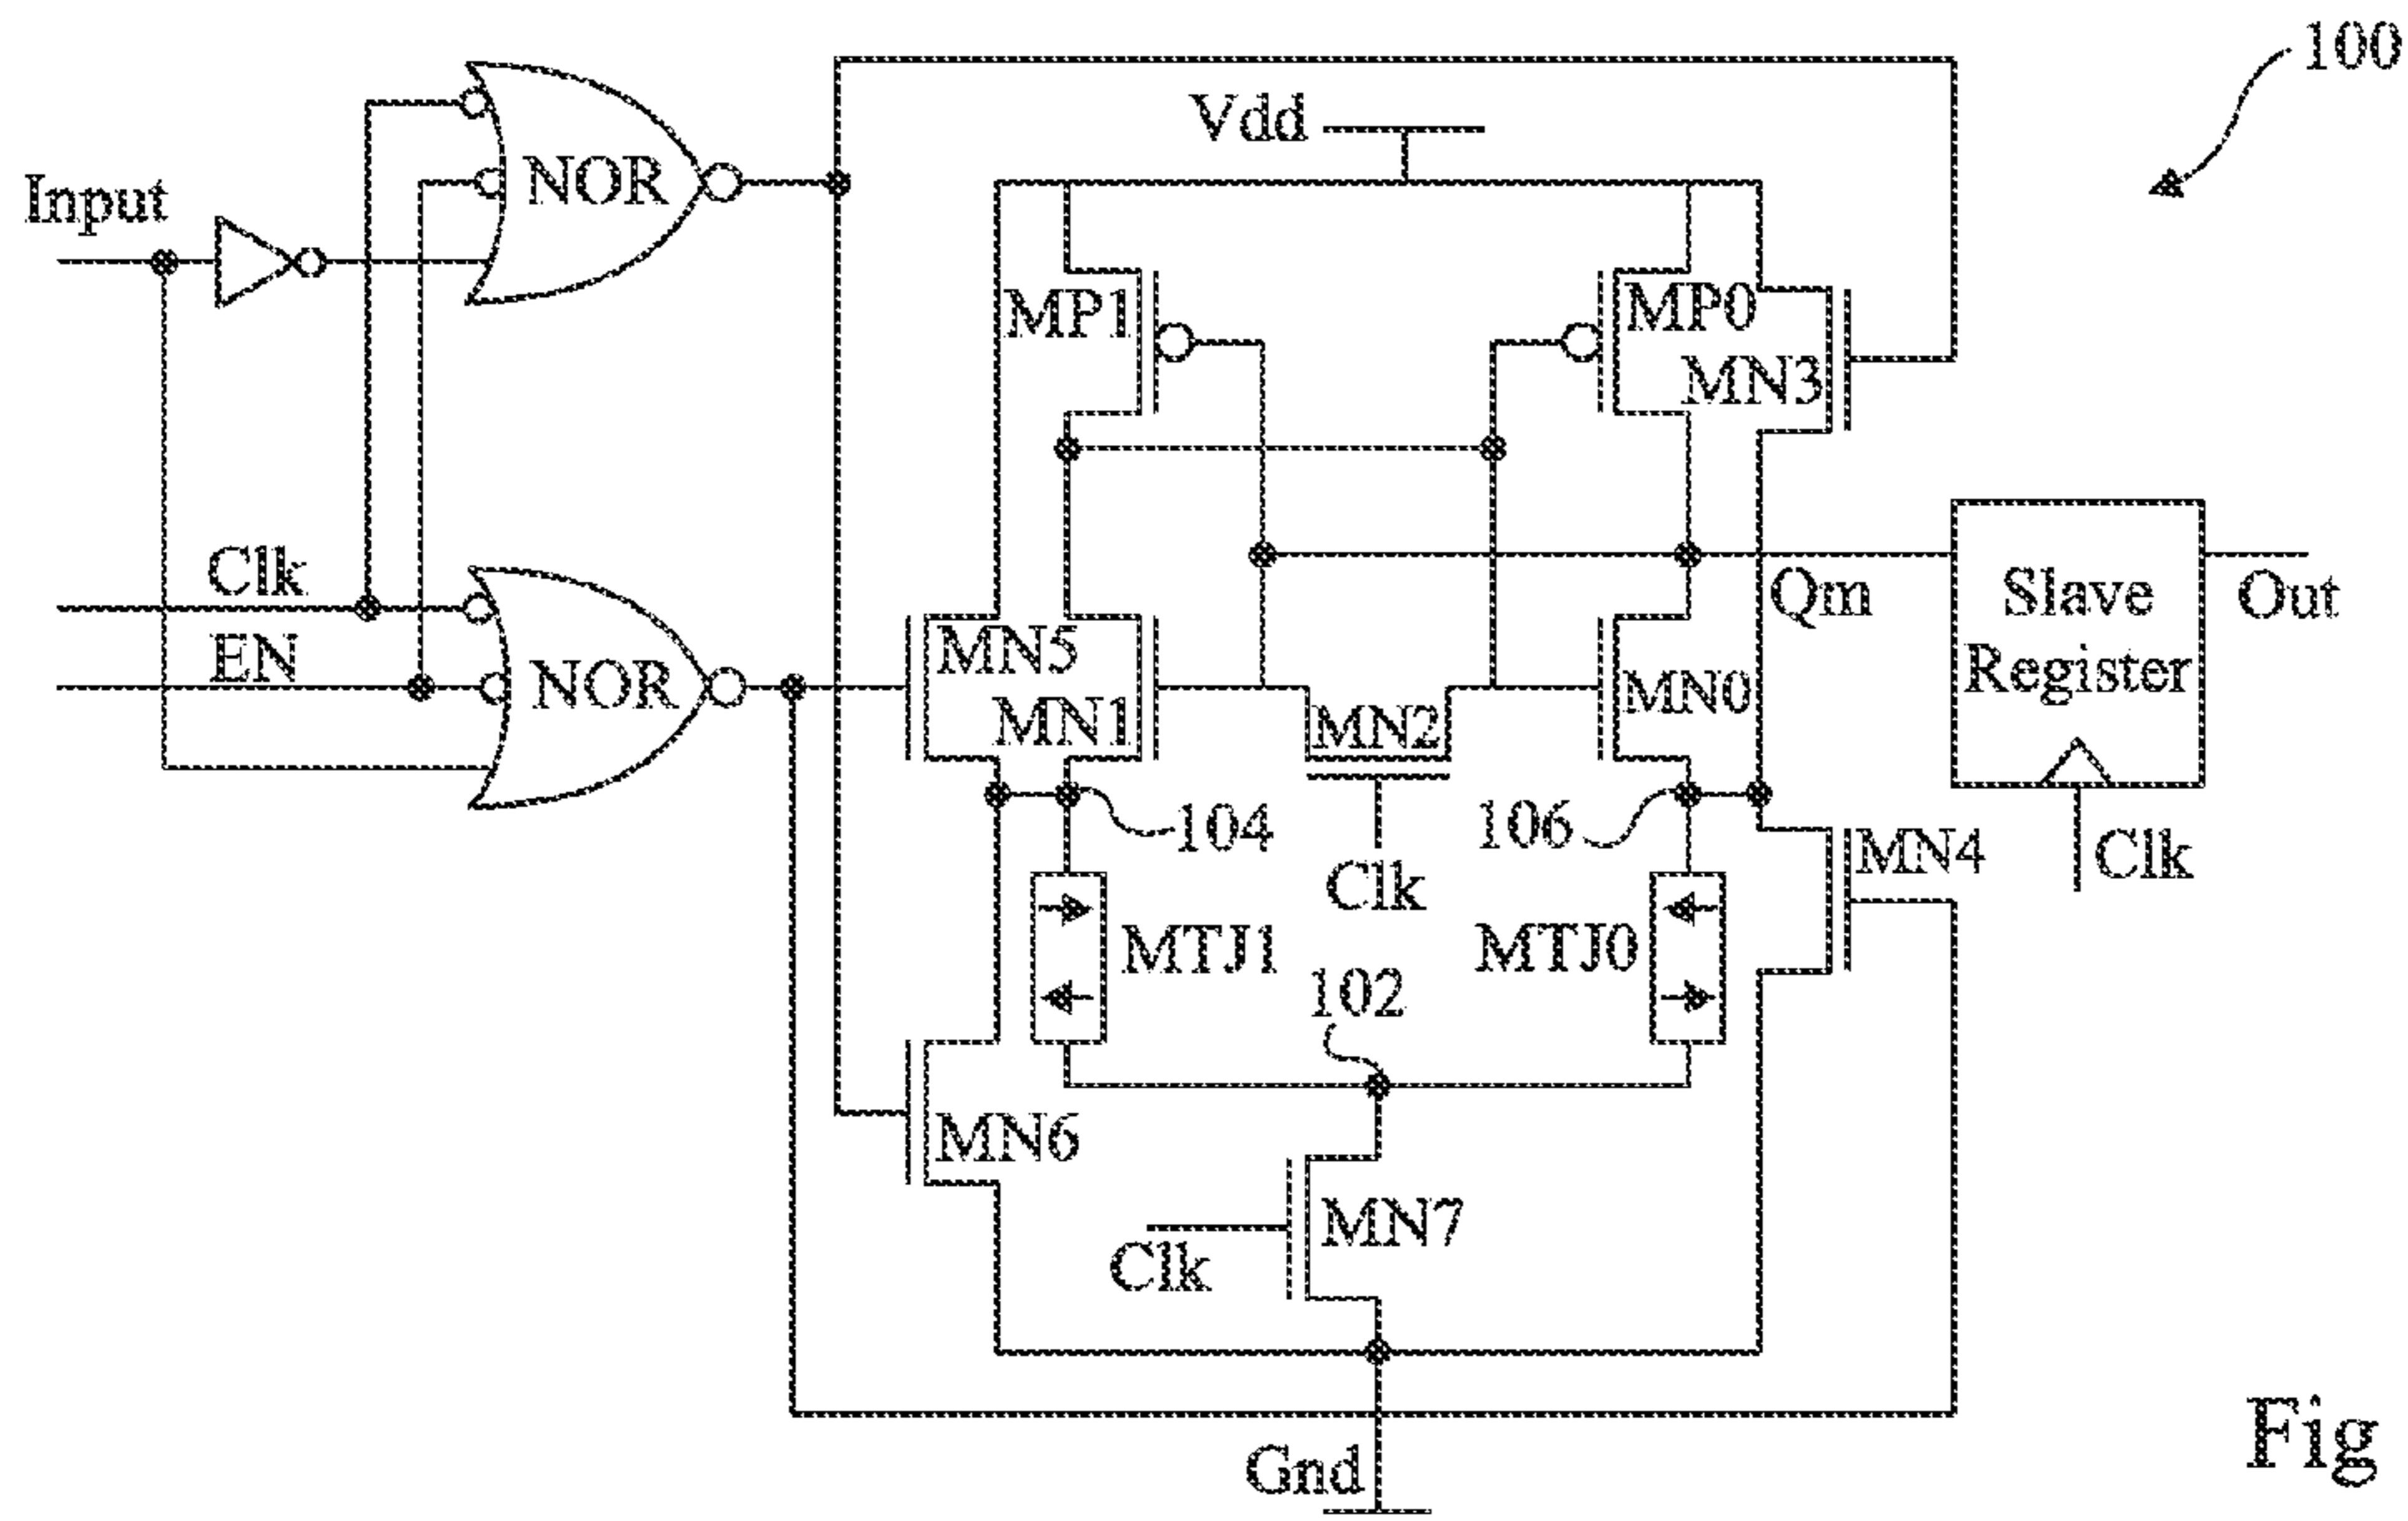 100
Vdd
NOR
Input
MP1
MP0
MN3
Clk
EN
NOR
MN5
MN1
MN2
MN0
Qm
Slave
Register
Out
104
106
Clk
MN4
Clk
MTJ1
MTJ0
102
MN6
MN7
Clk
Gnd
Fig